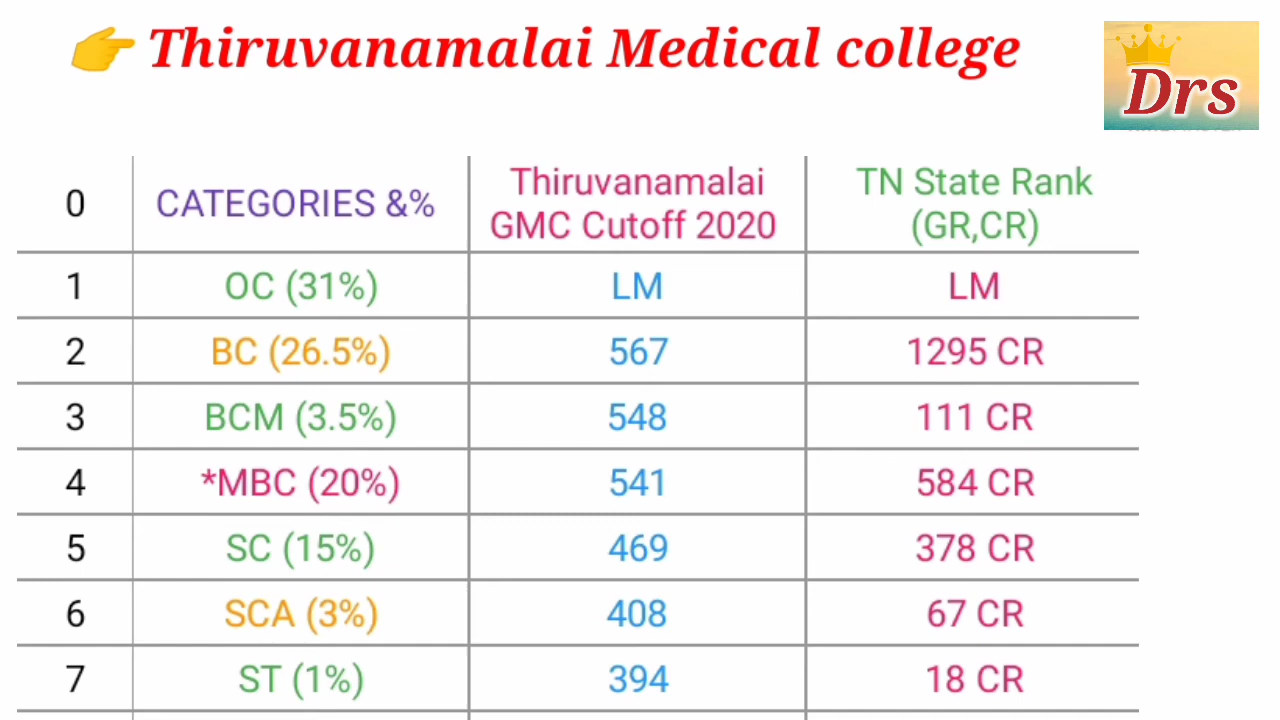 👉 Thiruvanamalai Medical college
Drs
0 CATEGORIES &% Thiruvanamalai GMC Cutoff 2020 TN State Rank (GR,CR)
1 OC (31%) LM LM
2 BC (26.5%) 567 1295 CR
3 BCM (3.5%) 548 111 CR
4 *MBC (20%) 541 584 CR
5 SC (15%) 469 378 CR
6 SCA (3%) 408 67 CR
7 ST (1%) 394 18 CR